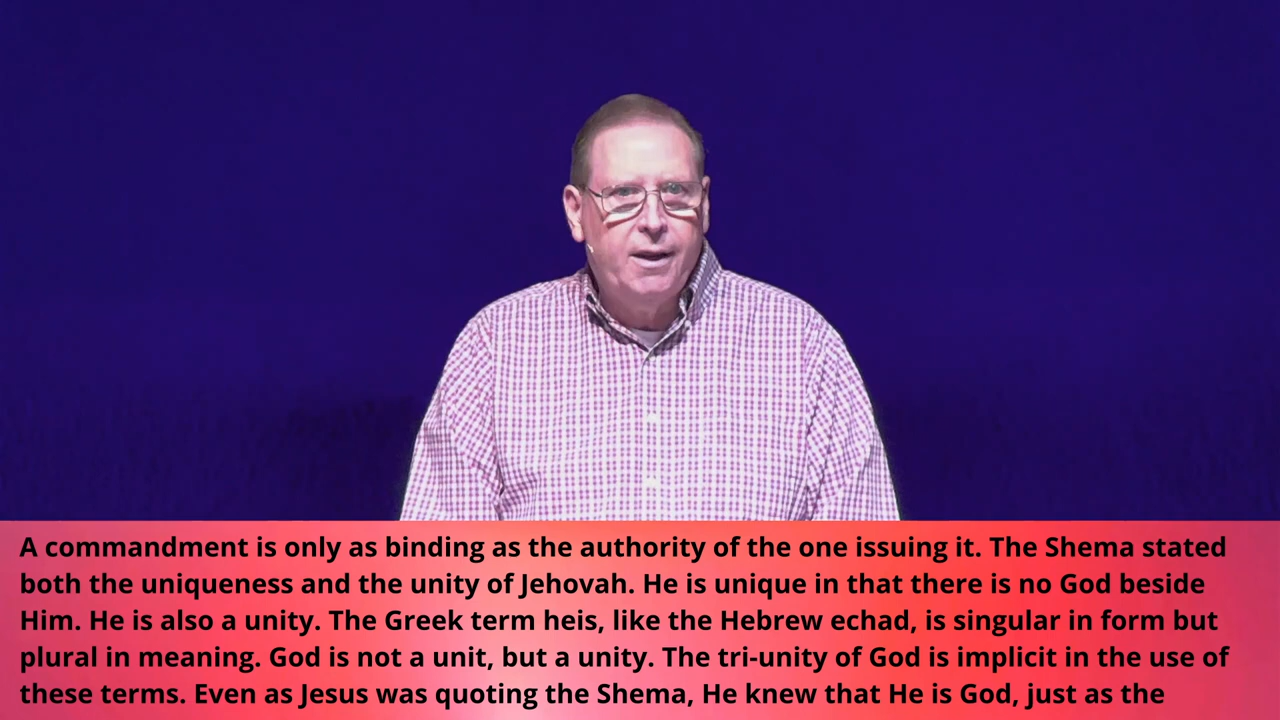 A commandment is only as binding as the authority of the one issuing it. The Shema stated
both the uniqueness and the unity of Jehovah. He is unique in that there is no God beside
Him. He is also a unity. The Greek term heis, like the Hebrew echad, is singular in form but
plural in meaning. God is not a unit, but a unity. The tri-unity of God is implicit in the use of
these terms. Even as Jesus was quoting the Shema, He knew that He is God, just as the